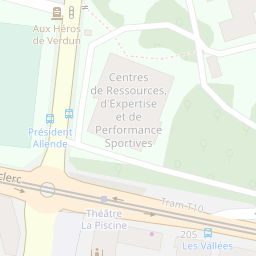 Aux Héros
de Verdun
Centres
de Ressources,
d'Expertise
et de
Performance
Sportives
Président
Allende
clerc
Tram T10
Théâtre
La Piscine
205
Les Vallées